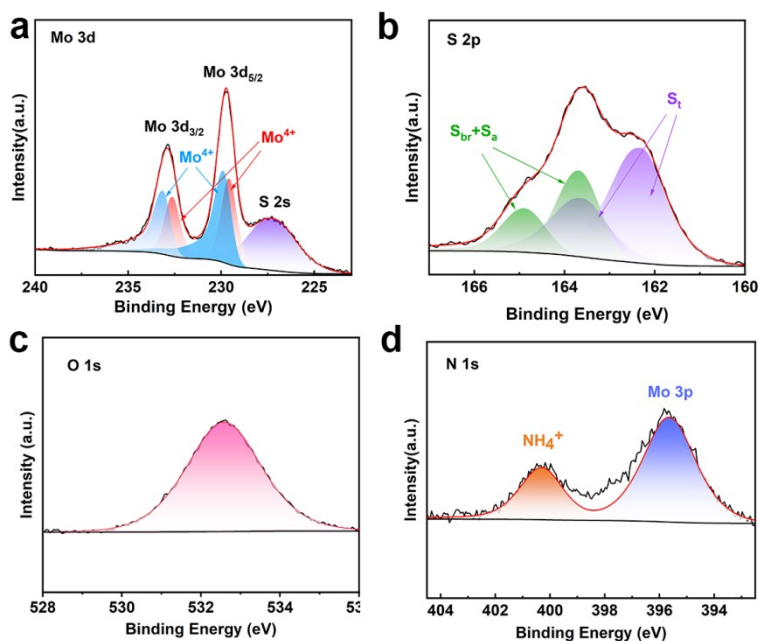 a
Mo 3d
Mo 3d5/2
Mo 3d3/2
Mo4+
Mo4+
S 2s
Intensity(a.u.)
240 235 230 225
Binding Energy (eV)
b
S 2p
Sbr+Sa
St
Intensity(a.u.)
166 164 162 160
Binding Energy (eV)
c
O 1s
Intensity (a.u.)
528 530 532 534 53
Binding Energy (eV)
d
N 1s
Mo 3p
NH4+
Intensity(a.u.)
404 402 400 398 396 394
Binding Energy (eV)